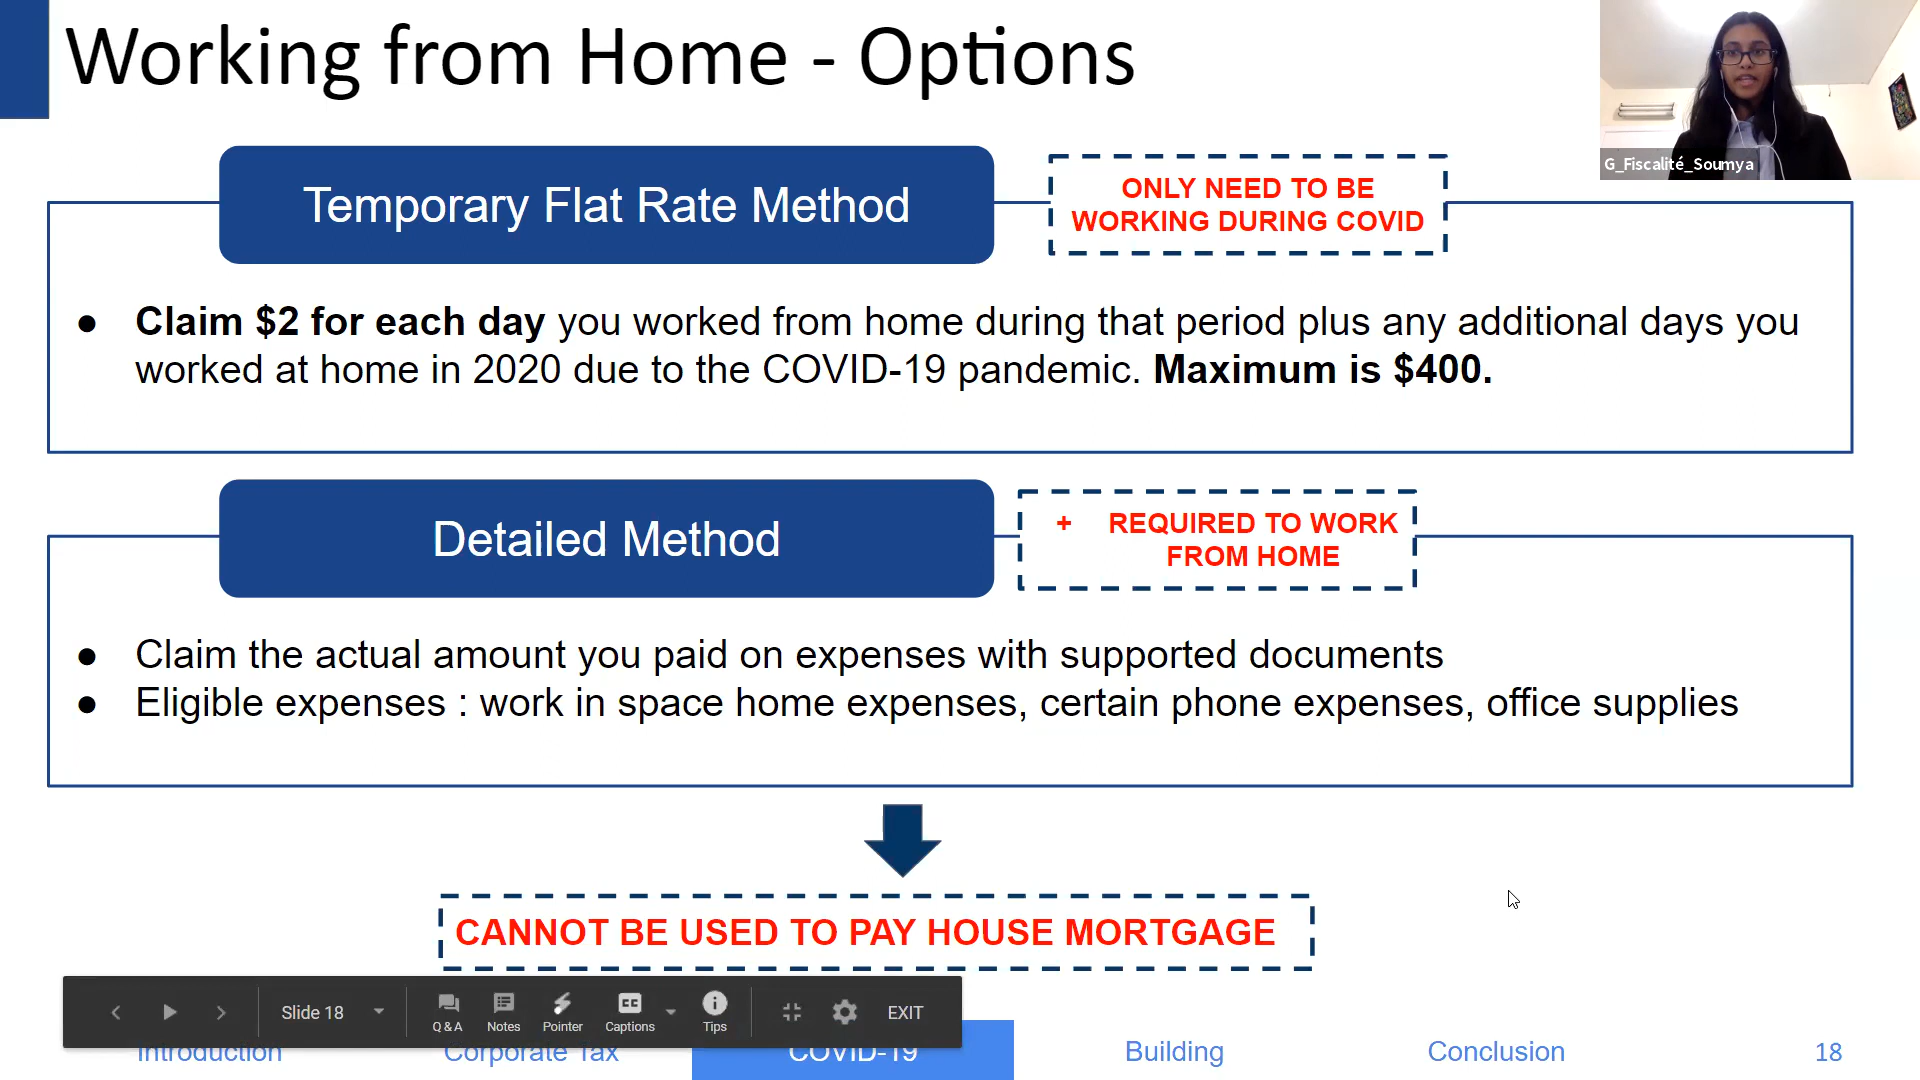 Working from Home - Options
G_Fiscalité_Soumya
Temporary Flat Rate Method
ONLY NEED TO BE
WORKING DURING COVID
● Claim $2 for each day you worked from home during that period plus any additional days you
worked at home in 2020 due to the COVID-19 pandemic. Maximum is $400.
Detailed Method
+ REQUIRED TO WORK
FROM HOME
● Claim the actual amount you paid on expenses with supported documents
● Eligible expenses : work in space home expenses, certain phone expenses, office supplies
CANNOT BE USED TO PAY HOUSE MORTGAGE
Slide 18
Q & A
Notes
Pointer
CC
Captions
Tips
EXIT
Introduction
Corporate Tax
COVID-19
Building
Conclusion
18